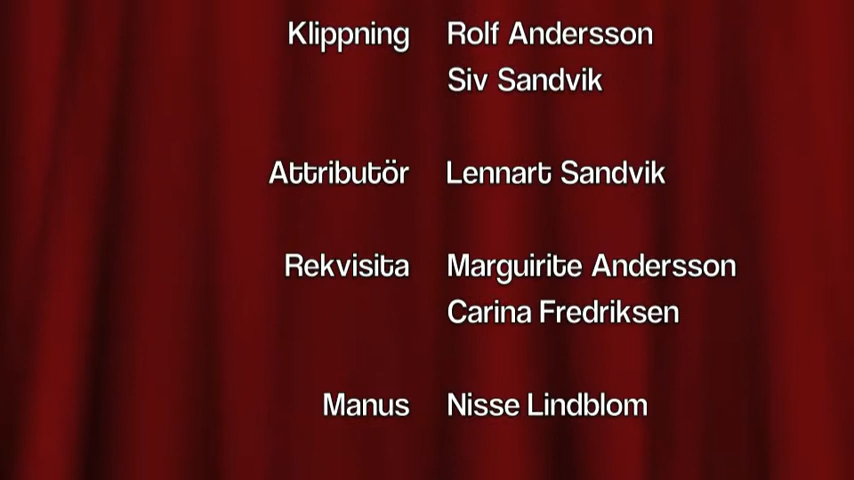 Klippning Rolf Andersson
Siv Sandvik
Attributör Lennart Sandvik
Rekvisita Marguirite Andersson
Carina Fredriksen
Manus Nisse Lindblom